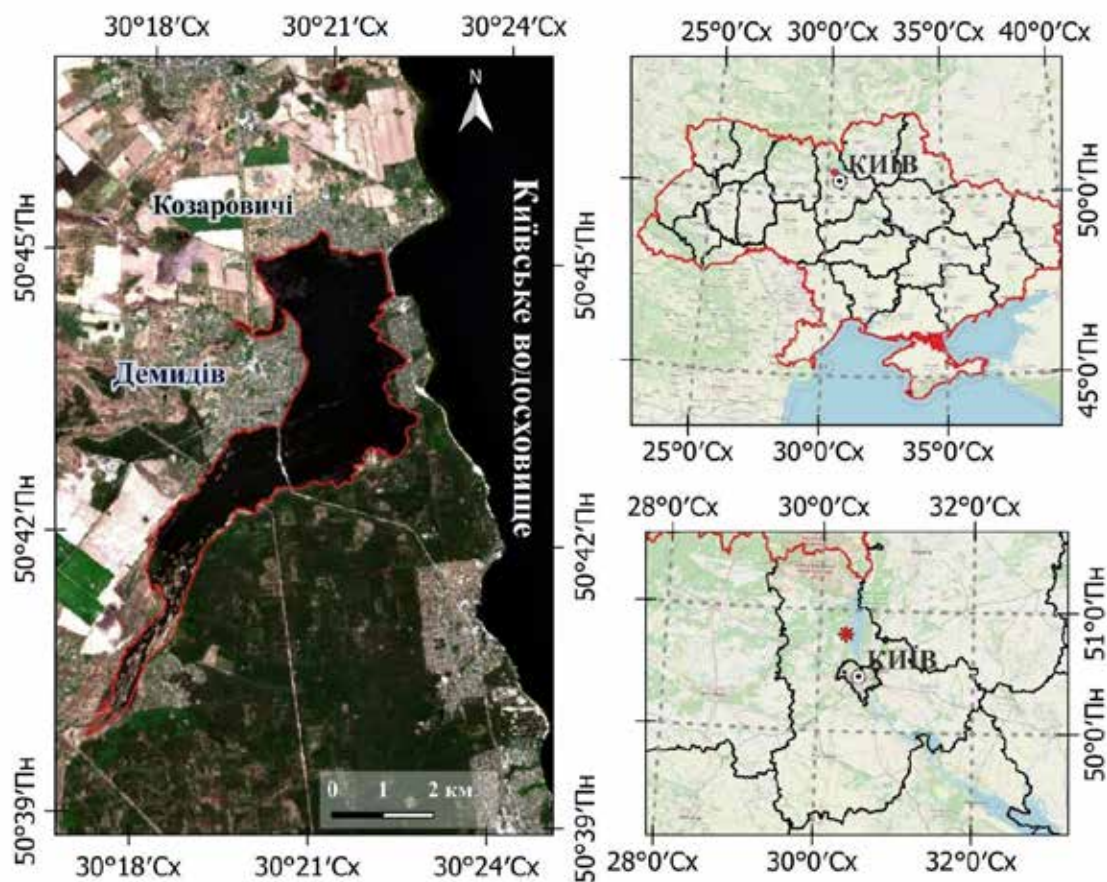 30°18′Сх 30°21′Сх 30°24′Сх
N
Козаровичі
Демидів
Київське водосховище
50°45′Пн
50°42′Пн
50°39′Пн
50°45′Пн
50°42′Пн
50°39′Пн
0 1 2 км
30°18′Сх 30°21′Сх 30°24′Сх
25°0′Сх 30°0′Сх 35°0′Сх 40°0′Сх
КИЇВ
50°0′Пн
45°0′Пн
25°0′Сх 30°0′Сх 35°0′Сх
28°0′Сх 30°0′Сх 32°0′Сх
КИЇВ
51°0′Пн
50°0′Пн
28°0′Сх 30°0′Сх 32°0′Сх